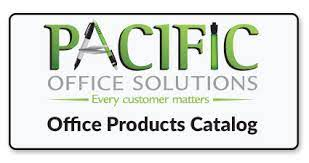 PACIFIC
OFFICE SOLUTIONS
Every customer matters
Office Products Catalog